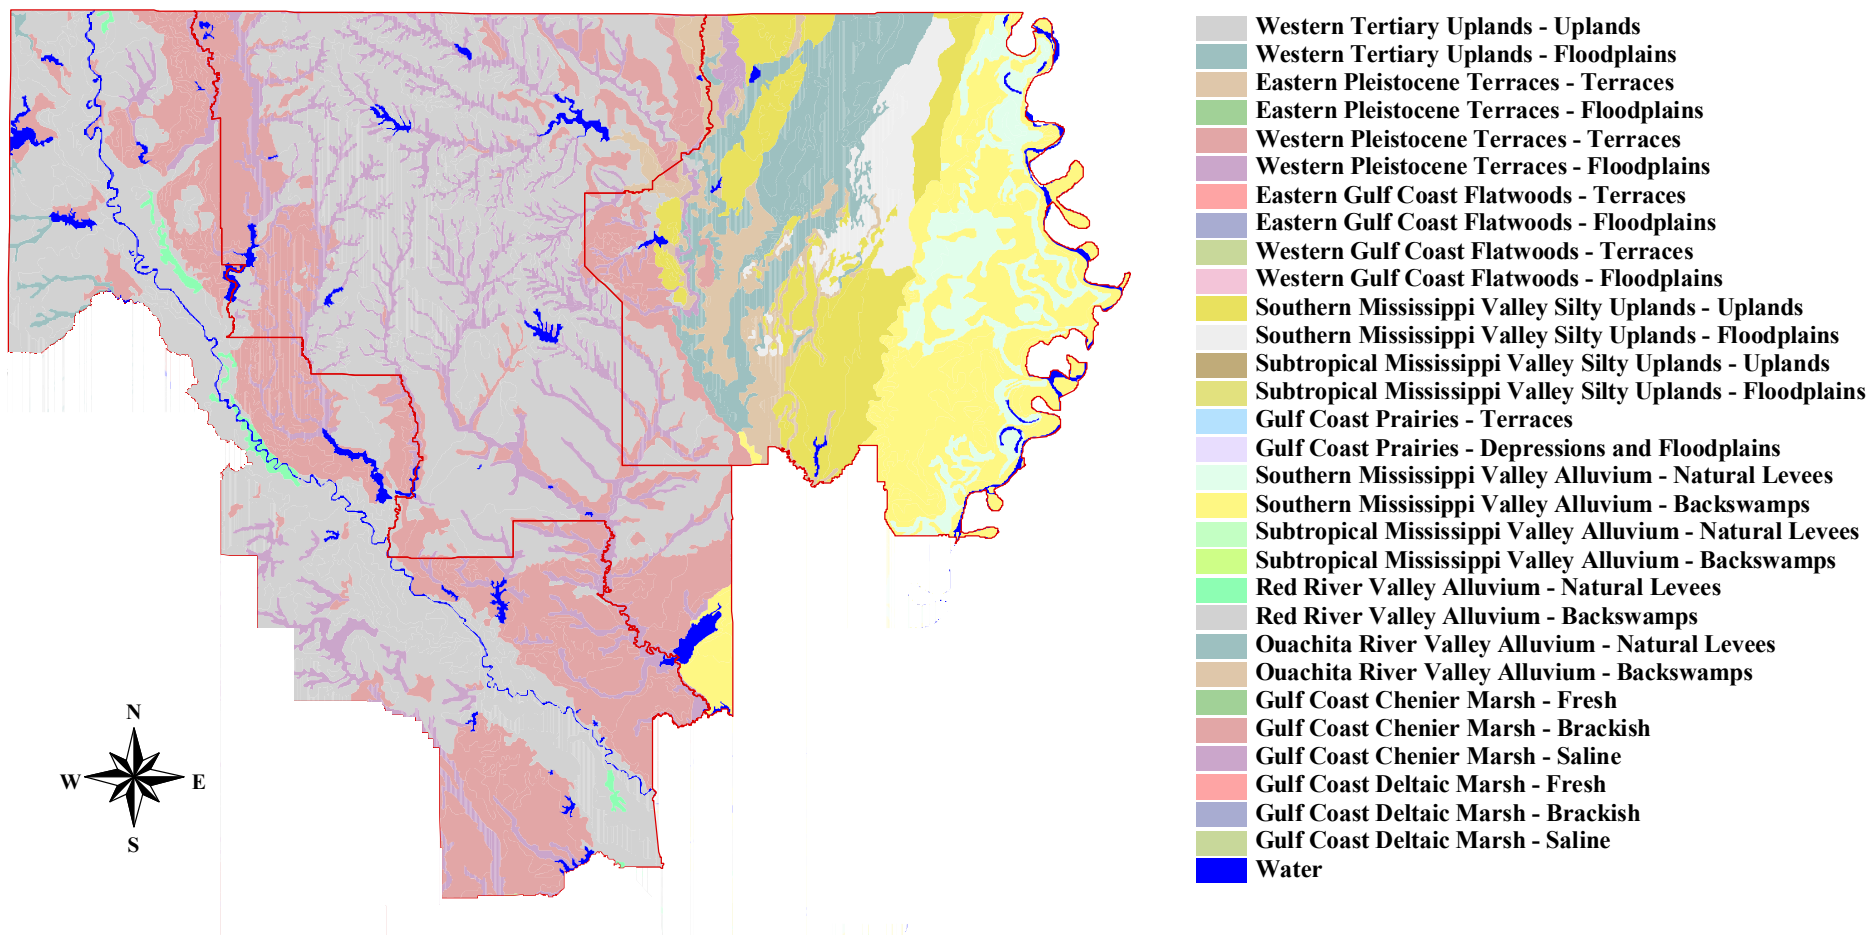 Western Tertiary Uplands - Uplands
Western Tertiary Uplands - Floodplains
Eastern Pleistocene Terraces - Terraces
Eastern Pleistocene Terraces - Floodplains
Western Pleistocene Terraces - Terraces
Western Pleistocene Terraces - Floodplains
Eastern Gulf Coast Flatwoods - Terraces
Eastern Gulf Coast Flatwoods - Floodplains
Western Gulf Coast Flatwoods - Terraces
Western Gulf Coast Flatwoods - Floodplains
Southern Mississippi Valley Silty Uplands - Uplands
Southern Mississippi Valley Silty Uplands - Floodplains
Subtropical Mississippi Valley Silty Uplands - Uplands
Subtropical Mississippi Valley Silty Uplands - Floodplains
Gulf Coast Prairies - Terraces
Gulf Coast Prairies - Depressions and Floodplains
Southern Mississippi Valley Alluvium - Natural Levees
Southern Mississippi Valley Alluvium - Backswamps
Subtropical Mississippi Valley Alluvium - Natural Levees
Subtropical Mississippi Valley Alluvium - Backswamps
Red River Valley Alluvium - Natural Levees
Red River Valley Alluvium - Backswamps
Ouachita River Valley Alluvium - Natural Levees
Ouachita River Valley Alluvium - Backswamps
Gulf Coast Chenier Marsh - Fresh
Gulf Coast Chenier Marsh - Brackish
Gulf Coast Chenier Marsh - Saline
Gulf Coast Deltaic Marsh - Fresh
Gulf Coast Deltaic Marsh - Brackish
Gulf Coast Deltaic Marsh - Saline
Water
N
W E
S